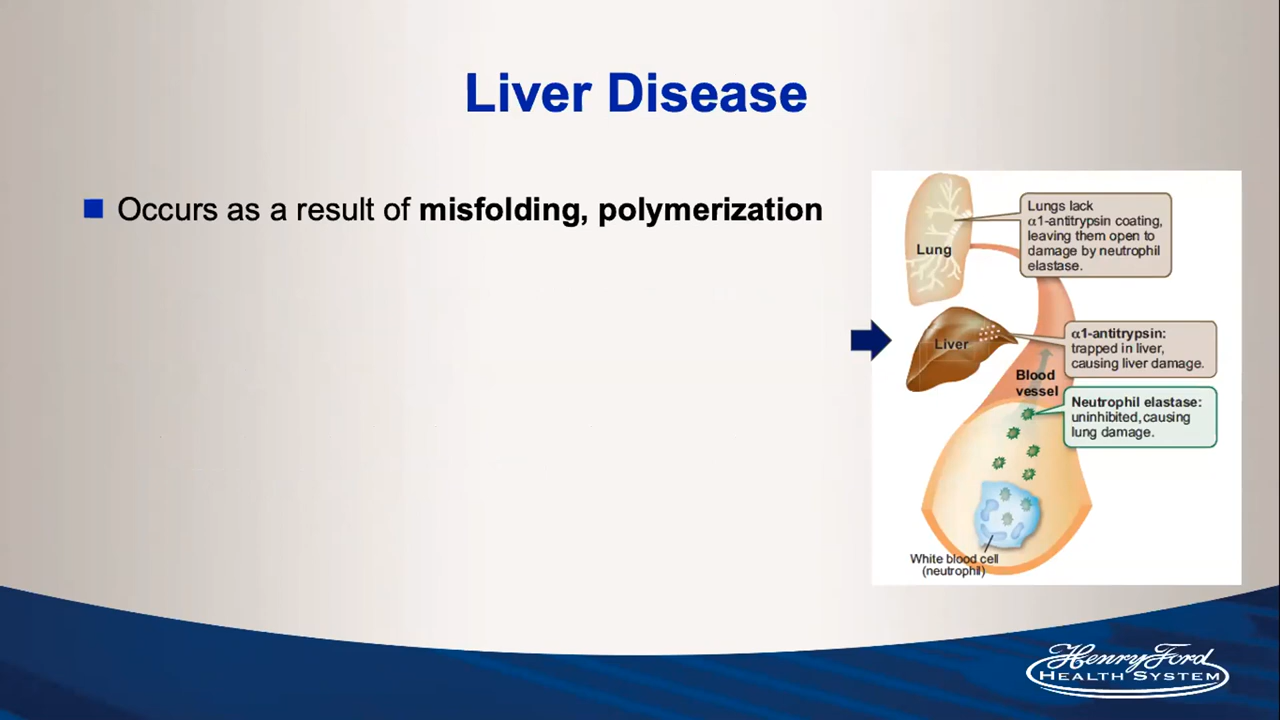 Liver Disease
Occurs as a result of misfolding, polymerization
Lungs lack
α1-antitrypsin coating,
leaving them open to
damage by neutrophil
elastase.
Lung
α1-antitrypsin:
trapped in liver,
causing liver damage.
Liver
Blood
vessel
Neutrophil elastase:
uninhibited, causing
lung damage.
White blood cell
(neutrophil)
Henry Ford
HEALTH SYSTEM